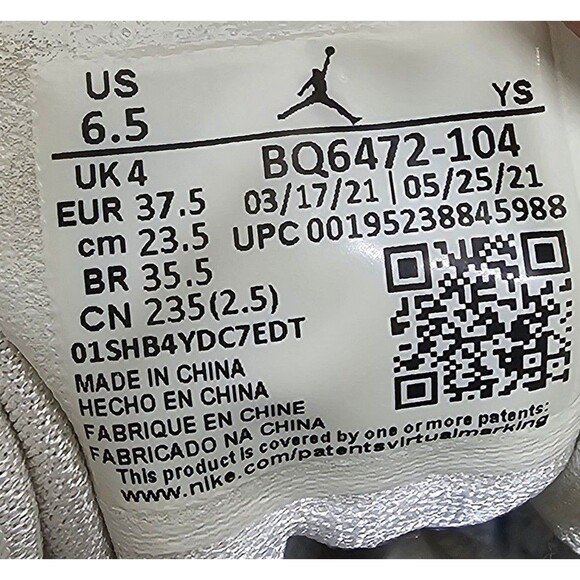 US
6.5
YS
UK 4
EUR 37.5
cm 23.5
BR 35.5
CN 235(2.5)
BQ6472-104
03/17/21 | 05/25/21
UPC 00195238845988
01SHB4YDC7EDT
MADE IN CHINA
HECHO EN CHINA
FABRIQUE EN CHINE
FABRICADO NA CHINA
This product is covered by one or more patents:
www.nike.com/patentsvirtualmarking